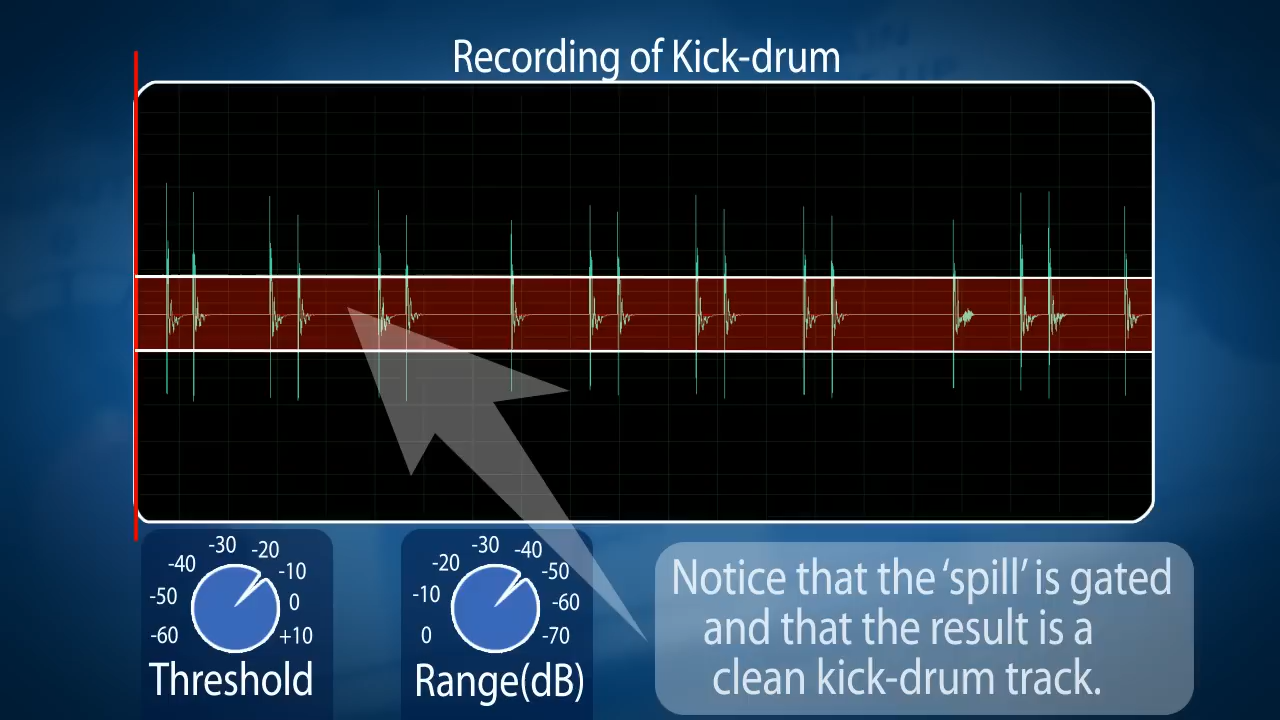 Recording of Kick-drum
-30
-20
-40
-10
-50
0
-60
+10
Threshold
-30
-40
-20
-50
-10
-60
0
-70
Range(dB)
Notice that the ‘spill’ is gated
and that the result is a
clean kick-drum track.